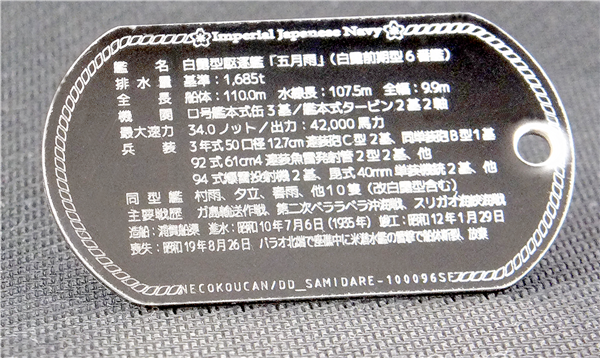 Imperial Japanese Navy
艦 名 白露型駆逐艦「五月雨」(白露前期型6番艦)
排水量 基準:1,685t
全 長 船体:110.0m 水線長:107.5m 全幅:9.9m
機 関 ロ号艦本式缶3基/艦本式タービン2基2軸
最大速力 34.0ノット/出力:42,000馬力
兵 装 3年式50口径12.7cm連装砲C型2基、同単装砲B型1基
92式61cm4連装魚雷発射管2型2基、他
94式爆雷投射機2基、毘式40mm単装機銃2基、他
同型艦 村雨、夕立、春雨、他10隻(改白露型含む)
主要戦歴 ガ島輸送作戦、第二次ベララベラ沖海戦、スリガオ海峡海戦
造船:浦賀船渠 進水:昭和10年7月6日(1935年) 竣工:昭和12年1月29日
喪失:昭和19年8月26日 パラオ北端で座礁中に米潜水艦の雷撃で船体断裂、放棄
NECOKOUCAN/DD_SAMIDARE-100096SE